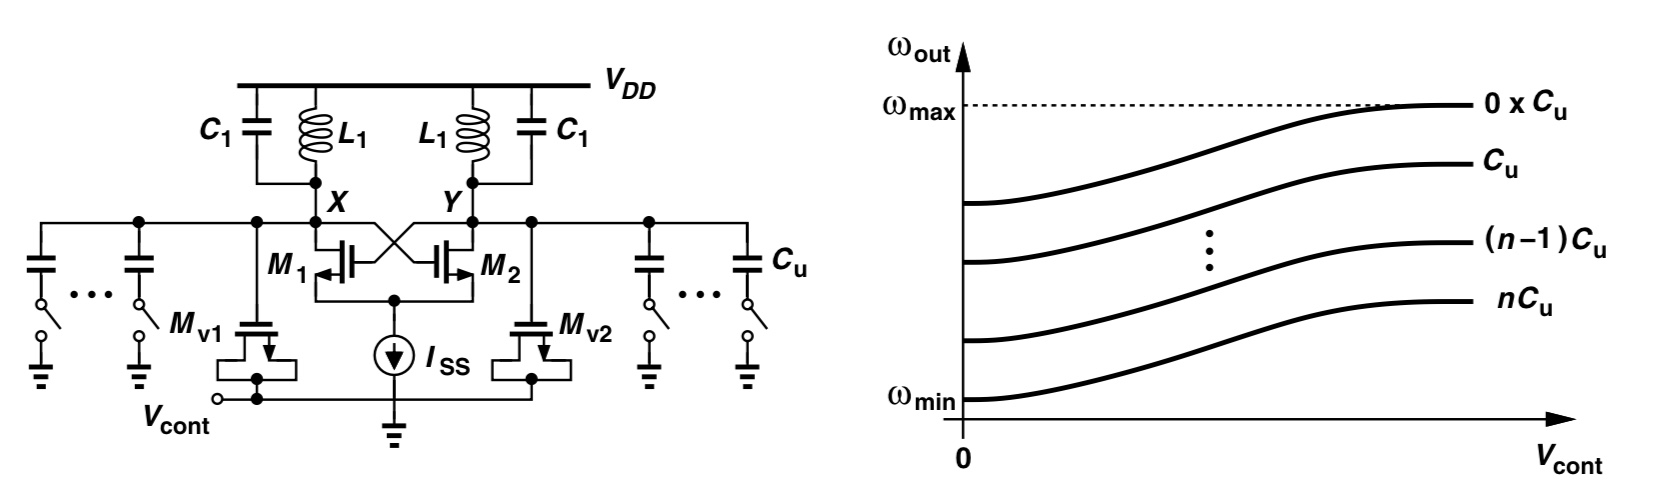 V_DD
C_1 L_1 L_1 C_1
X Y
M_1 M_2 C_u
M_v1 M_v2
I_SS
V_cont
ω_out
ω_max 0 x C_u
C_u
(n−1)C_u
nC_u
ω_min
0 V_cont